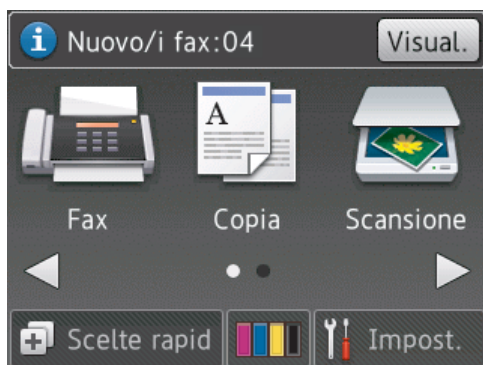 Nuovo/i fax:04 Visual.
A
Fax Copia Scansione
Scelte rapid Impost.